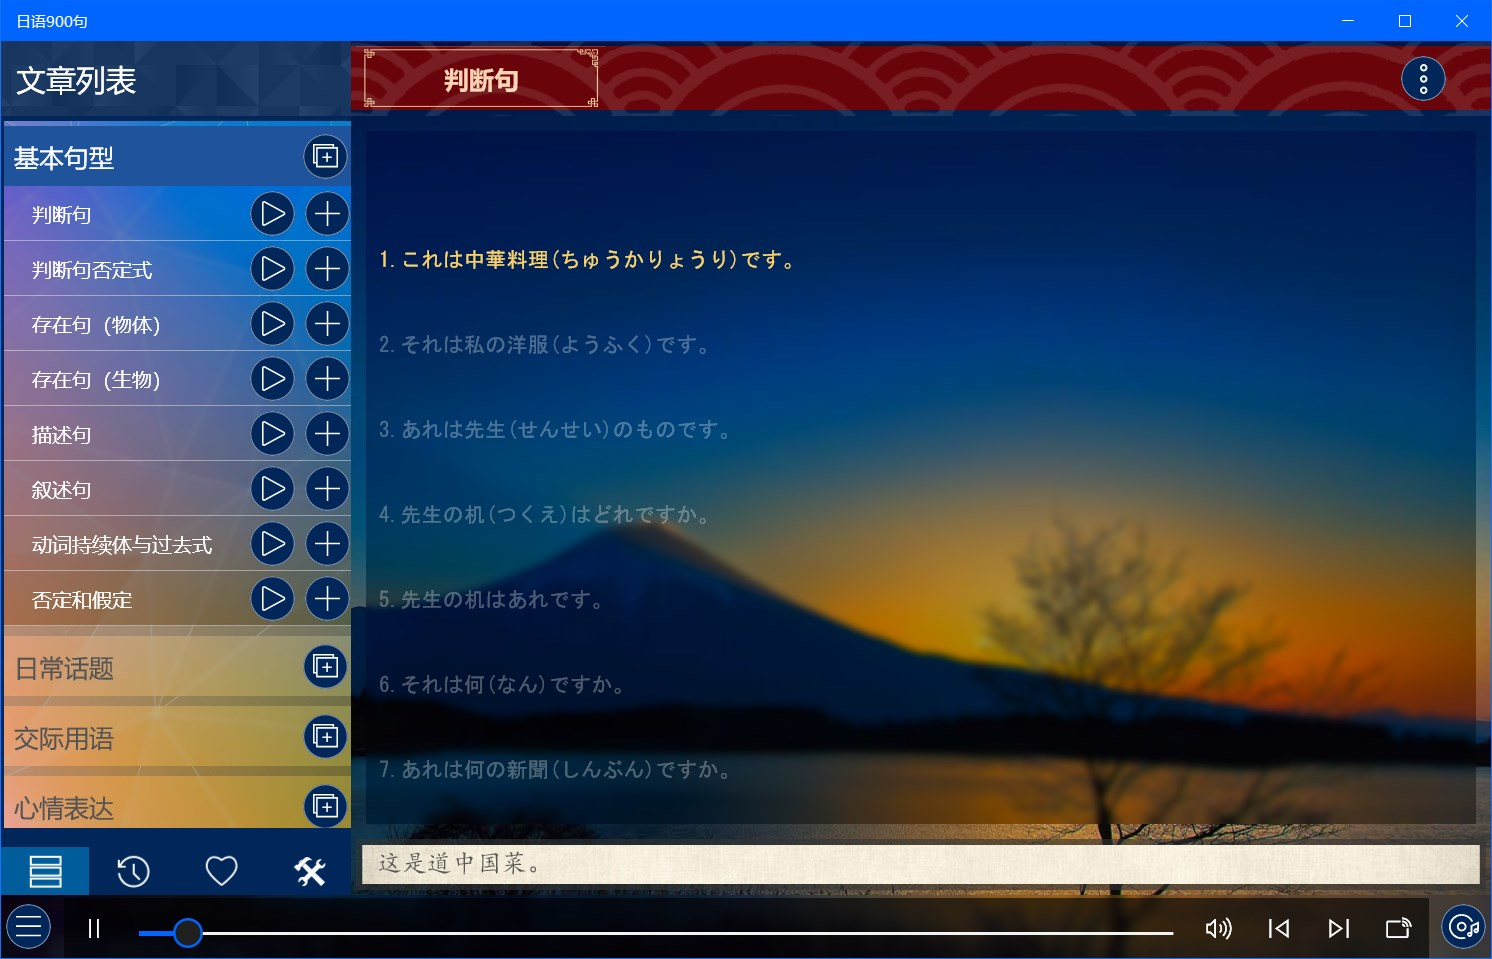 日语900句
文章列表
判断句
基本句型
判断句
判断句否定式
存在句（物体）
存在句（生物）
描述句
叙述句
动词持续体与过去式
否定和假定
日常话题
交际用语
心情表达
1.これは中華料理(ちゅうかりょうり)です。
2.それは私の洋服(ようふく)です。
3.あれは先生(せんせい)のものです。
4.先生の机(つくえ)はどれですか。
5.先生の机はあれです。
6.それは何(なん)ですか。
7.あれは何の新聞(しんぶん)ですか。
这是道中国菜。